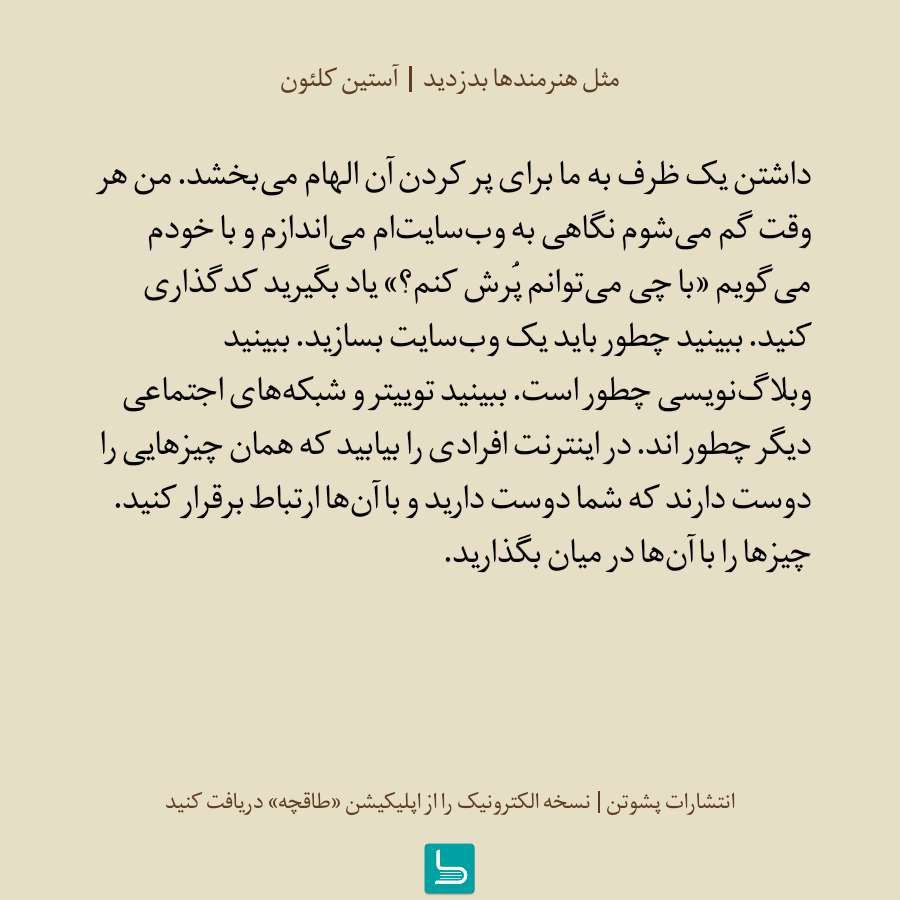 مثل هنرمندها بدزدید | آستین کلئون
داشتن یک ظرف به ما برای پر کردن آن الهام می‌بخشد. من هر
وقت گم می‌شوم نگاهی به وب‌سایت‌ام می‌اندازم و با خودم
می‌گویم «با چی می‌توانم پُرش کنم؟» یاد بگیرید کدگذاری
کنید. ببینید چطور باید یک وب‌سایت بسازید. ببینید
وبلاگ‌نویسی چطور است. ببینید توییتر و شبکه‌های اجتماعی
دیگر چطور اند. در اینترنت افرادی را بیابید که همان چیزهایی را
دوست دارند که شما دوست دارید و با آن‌ها ارتباط برقرار کنید.
چیزها را با آن‌ها در میان بگذارید.
انتشارات پشوتن | نسخه الکترونیک را از اپلیکیشن «طاقچه» دریافت کنید